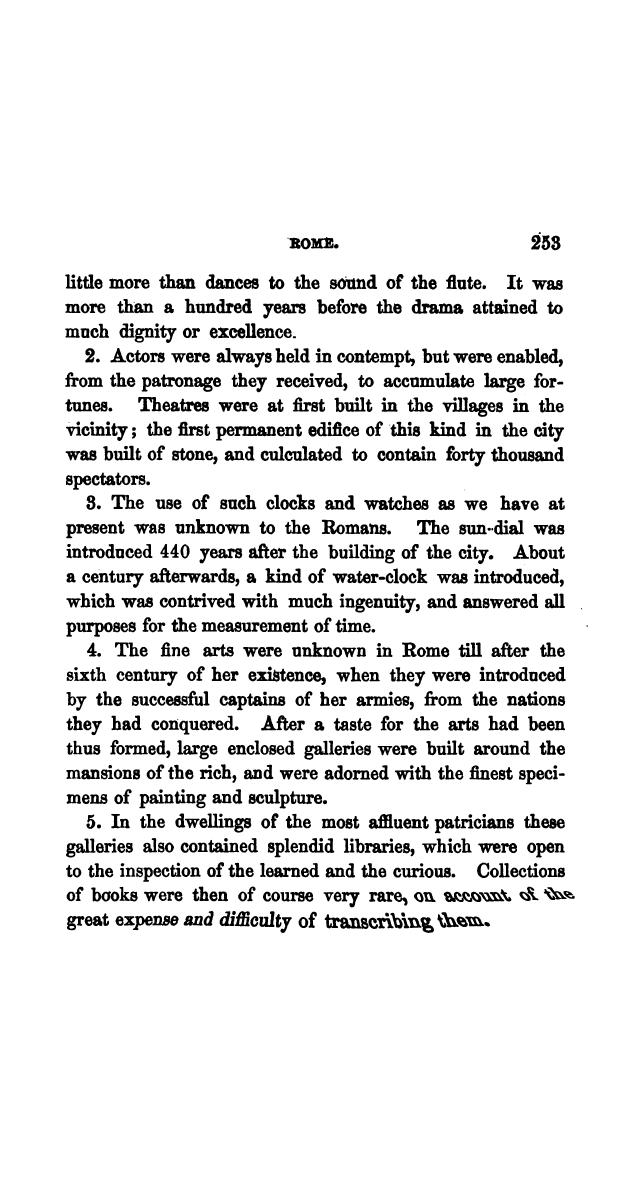 ROME. 253
little more than dances to the sound of the flute. It was
more than a hundred years before the drama attained to
much dignity or excellence.
2. Actors were always held in contempt, but were enabled,
from the patronage they received, to accumulate large for-
tunes. Theatres were at first built in the villages in the
vicinity; the first permanent edifice of this kind in the city
was built of stone, and culculated to contain forty thousand
spectators.
3. The use of such clocks and watches as we have at
present was unknown to the Romans. The sun-dial was
introduced 440 years after the building of the city. About
a century afterwards, a kind of water-clock was introduced,
which was contrived with much ingenuity, and answered all
purposes for the measurement of time.
4. The fine arts were unknown in Rome till after the
sixth century of her existence, when they were introduced
by the successful captains of her armies, from the nations
they had conquered. After a taste for the arts had been
thus formed, large enclosed galleries were built around the
mansions of the rich, and were adorned with the finest speci-
mens of painting and sculpture.
5. In the dwellings of the most affluent patricians these
galleries also contained splendid libraries, which were open
to the inspection of the learned and the curious. Collections
of books were then of course very rare, on account of the
great expense and difficulty of transcribing them.